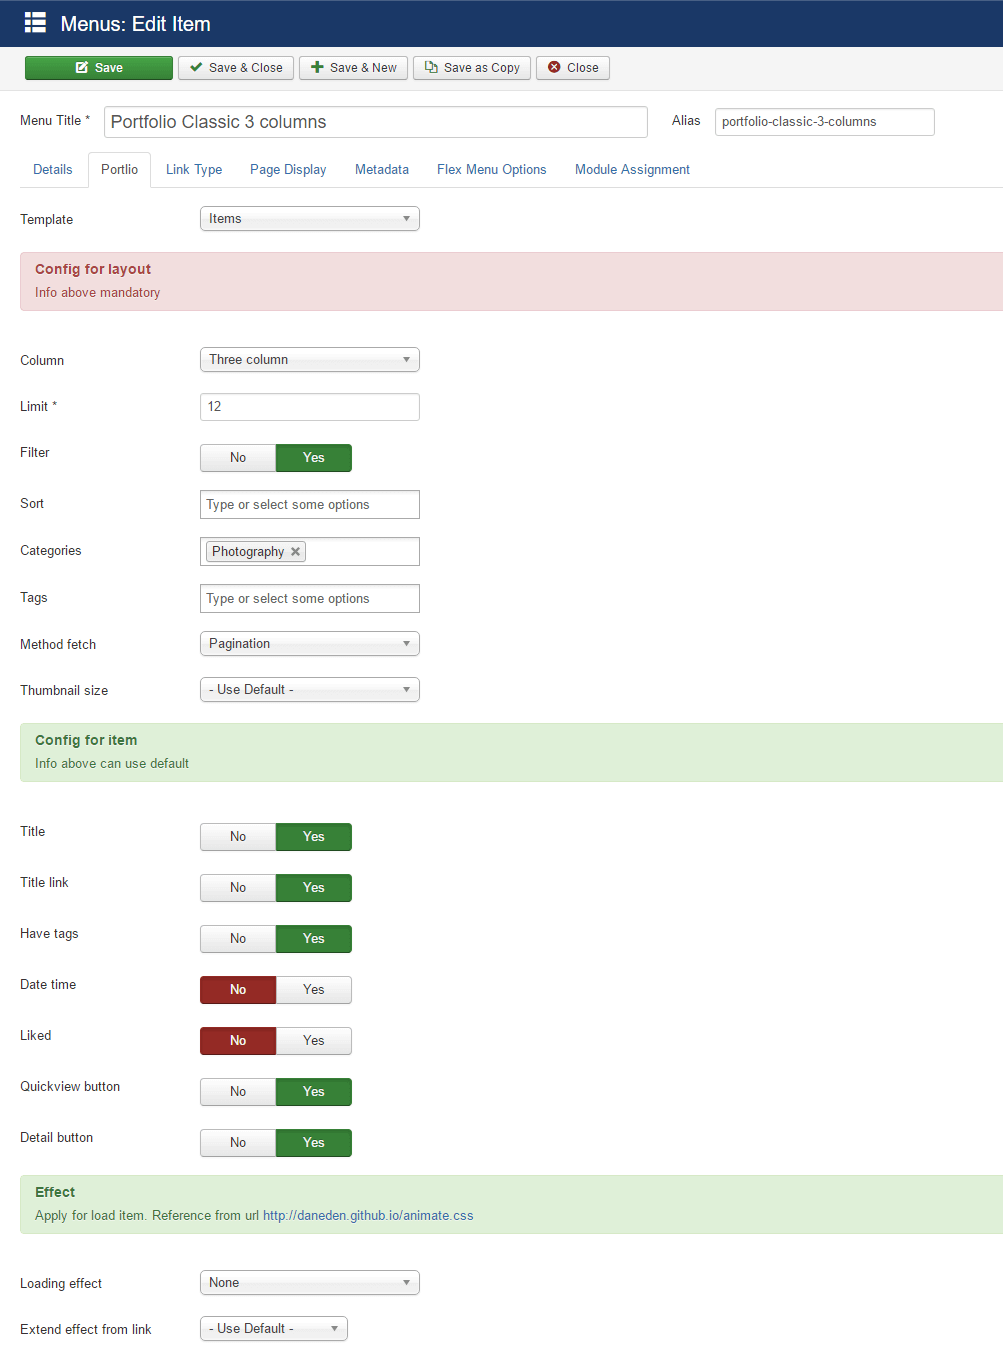 Menus: Edit Item
Save
Save & Close
Save & New
Save as Copy
Close
Menu Title *
Portfolio Classic 3 columns
Alias
portfolio-classic-3-columns
Details
Portlio
Link Type
Page Display
Metadata
Flex Menu Options
Module Assignment
Template
Items
Config for layout
Info above mandatory
Column
Three column
Limit *
12
Filter
No
Yes
Sort
Type or select some options
Categories
Photography
Tags
Type or select some options
Method fetch
Pagination
Thumbnail size
- Use Default -
Config for item
Info above can use default
Title
No
Yes
Title link
No
Yes
Have tags
No
Yes
Date time
No
Yes
Liked
No
Yes
Quickview button
No
Yes
Detail button
No
Yes
Effect
Apply for load item. Reference from url http://daneden.github.io/animate.css
Loading effect
None
Extend effect from link
- Use Default -